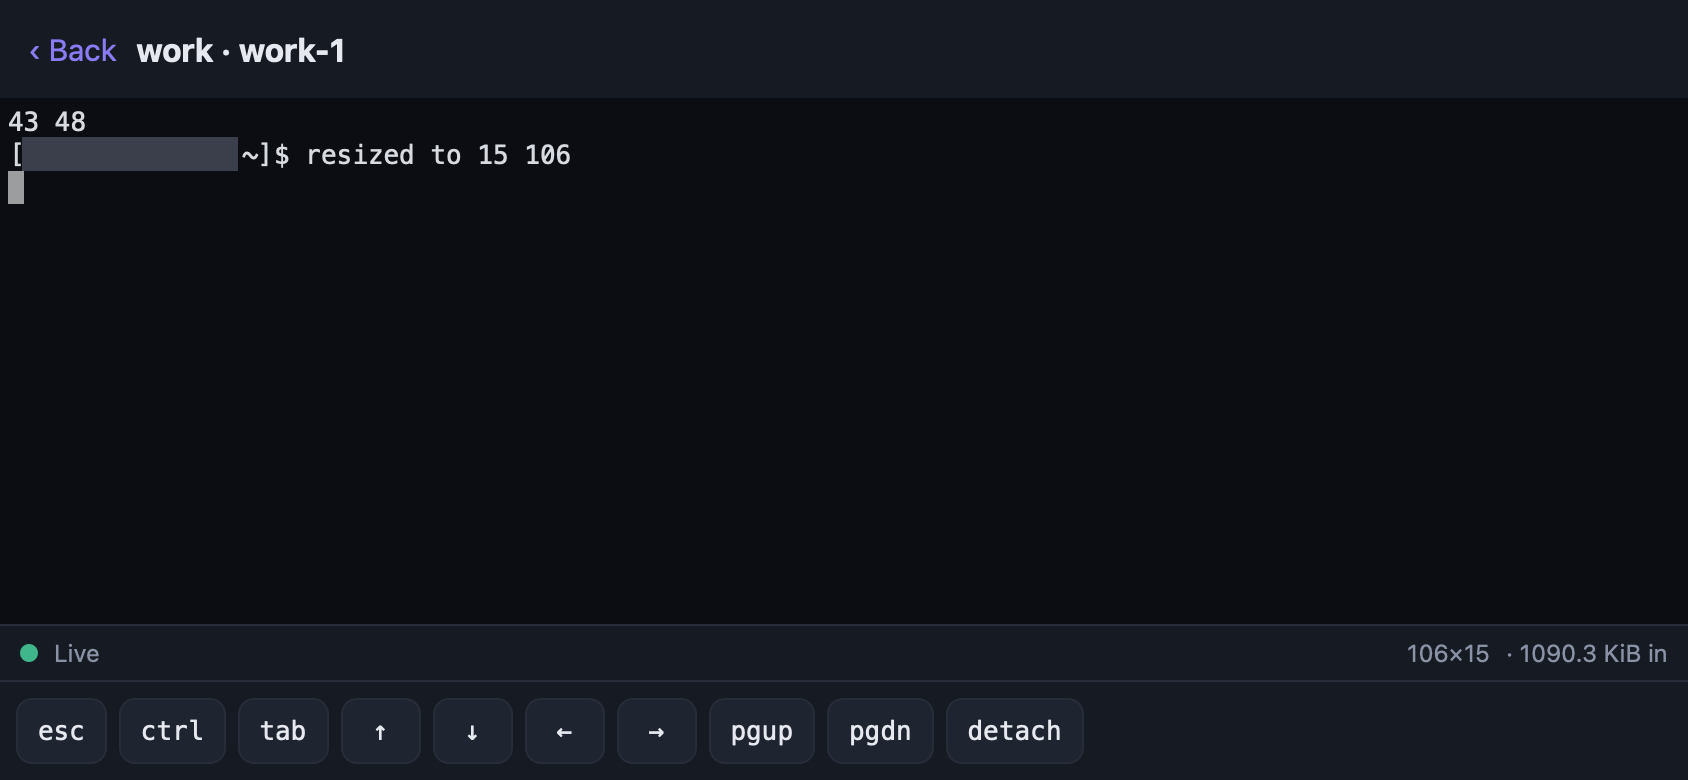 ‹ Back work · work-1
43 48
[ ~]$ resized to 15 106
Live 106×15 · 1090.3 KiB in
esc ctrl tab ↑ ↓ ← → pgup pgdn detach